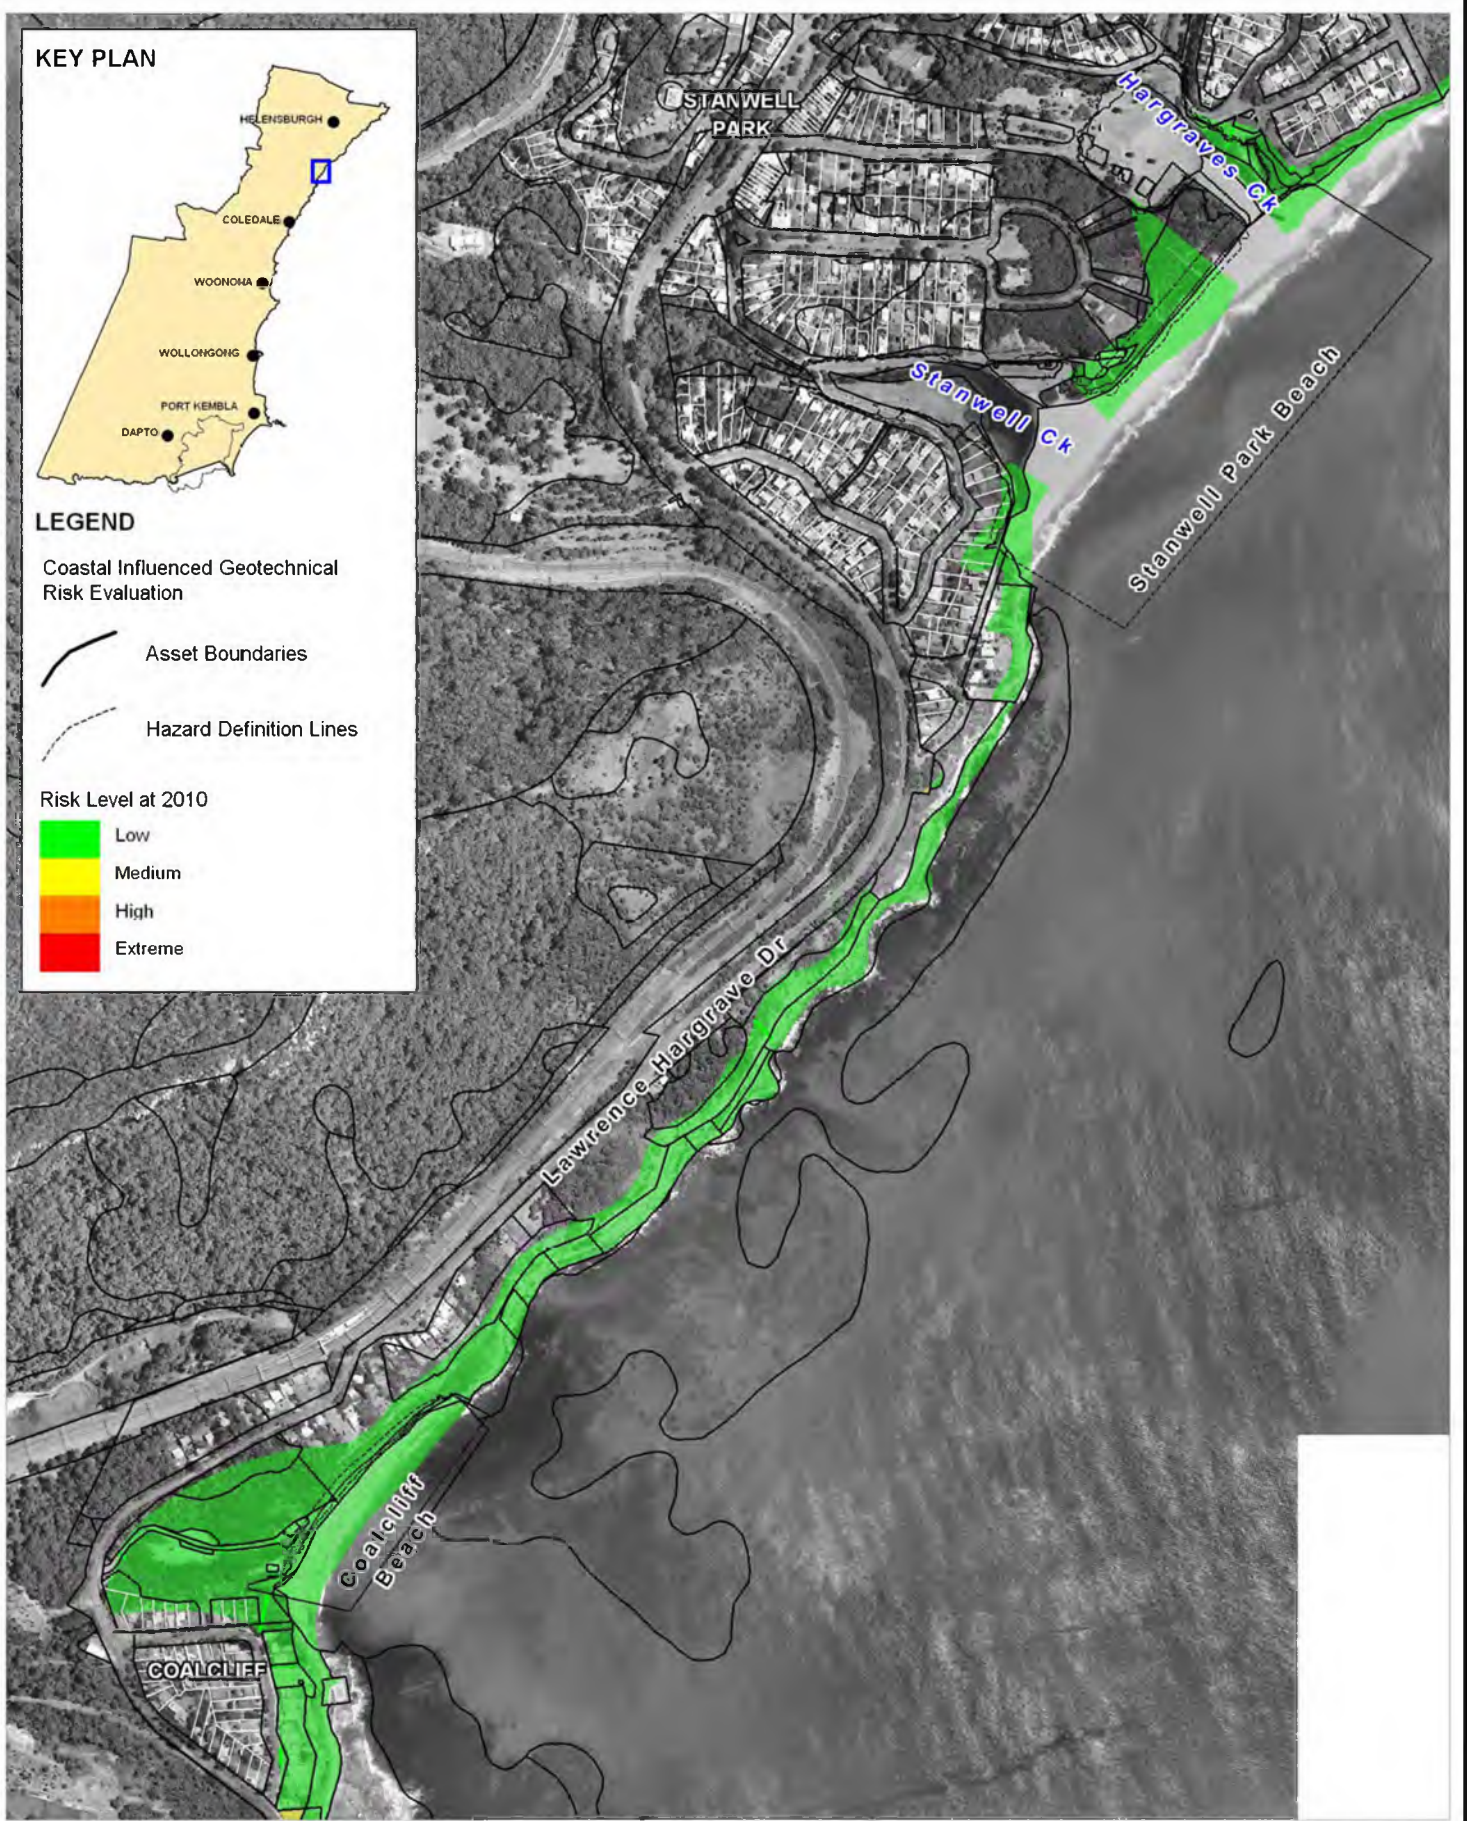 KEY PLAN
HELENSBURGH
COLEDALE
WOONONA
WOLLONGONG
PORT KEMBLA
DAPTO
LEGEND
Coastal Influenced Geotechnical
Risk Evaluation
Asset Boundaries
Hazard Definition Lines
Risk Level at 2010
Low
Medium
High
Extreme
STANWELL
PARK
Hargraves Ck
Stanwell Ck
Stanwell Park Beach
Lawrence Hargrave Dr
Coalcliff
Beach
COALCLIFF